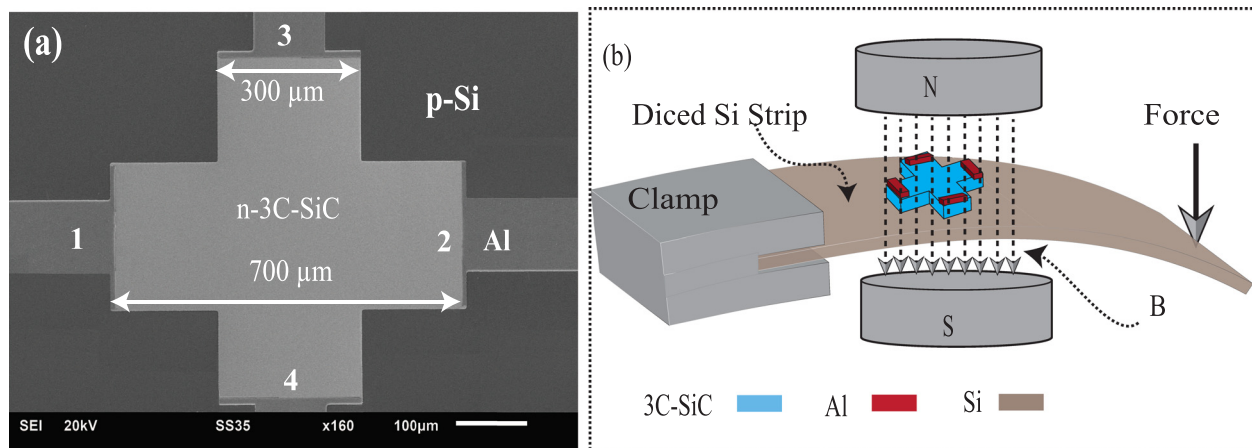 (a)
3
300 µm
p-Si
n-3C-SiC
1
2
Al
700 µm
4
SEI 20kV SS35 x160 100µm
(b)
N
Diced Si Strip
Force
Clamp
B
S
3C-SiC Al Si